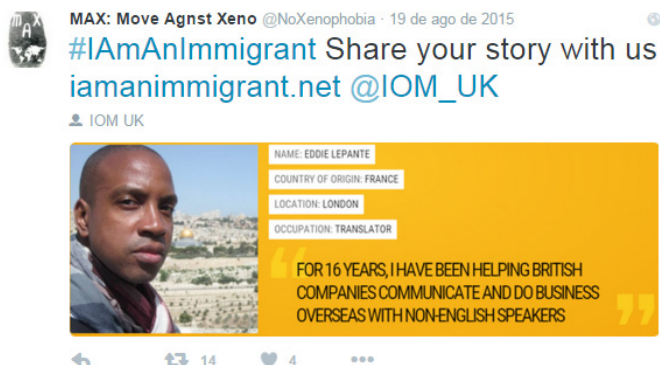 MAX: Move Agnst Xeno @NoXenophobia · 19 de ago de 2015
#IAmAnImmigrant Share your story with us
iamanimmigrant.net @IOM_UK
IOM UK
NAME: EDDIE LEPANTE
COUNTRY OF ORIGIN: FRANCE
LOCATION: LONDON
OCCUPATION: TRANSLATOR
“ FOR 16 YEARS, I HAVE BEEN HELPING BRITISH
COMPANIES COMMUNICATE AND DO BUSINESS
OVERSEAS WITH NON-ENGLISH SPEAKERS ”
14 4